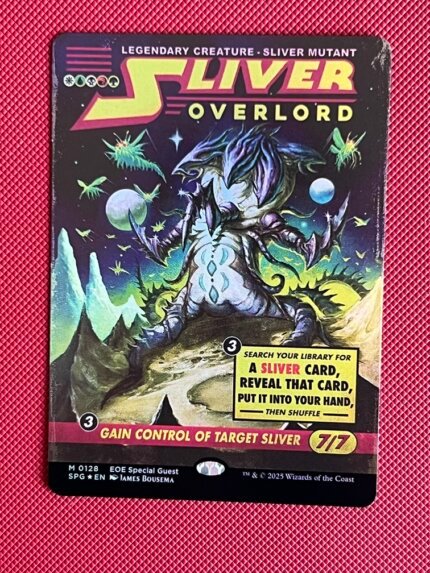 LEGENDARY CREATURE · SLIVER MUTANT
SLIVER
OVERLORD
3
SEARCH YOUR LIBRARY FOR
A SLIVER CARD,
REVEAL THAT CARD,
PUT IT INTO YOUR HAND,
THEN SHUFFLE
3
GAIN CONTROL OF TARGET SLIVER 7/7
M 0128 EOE Special Guest
SPG ★ EN James Bousema
™ & © 2025 Wizards of the Coast